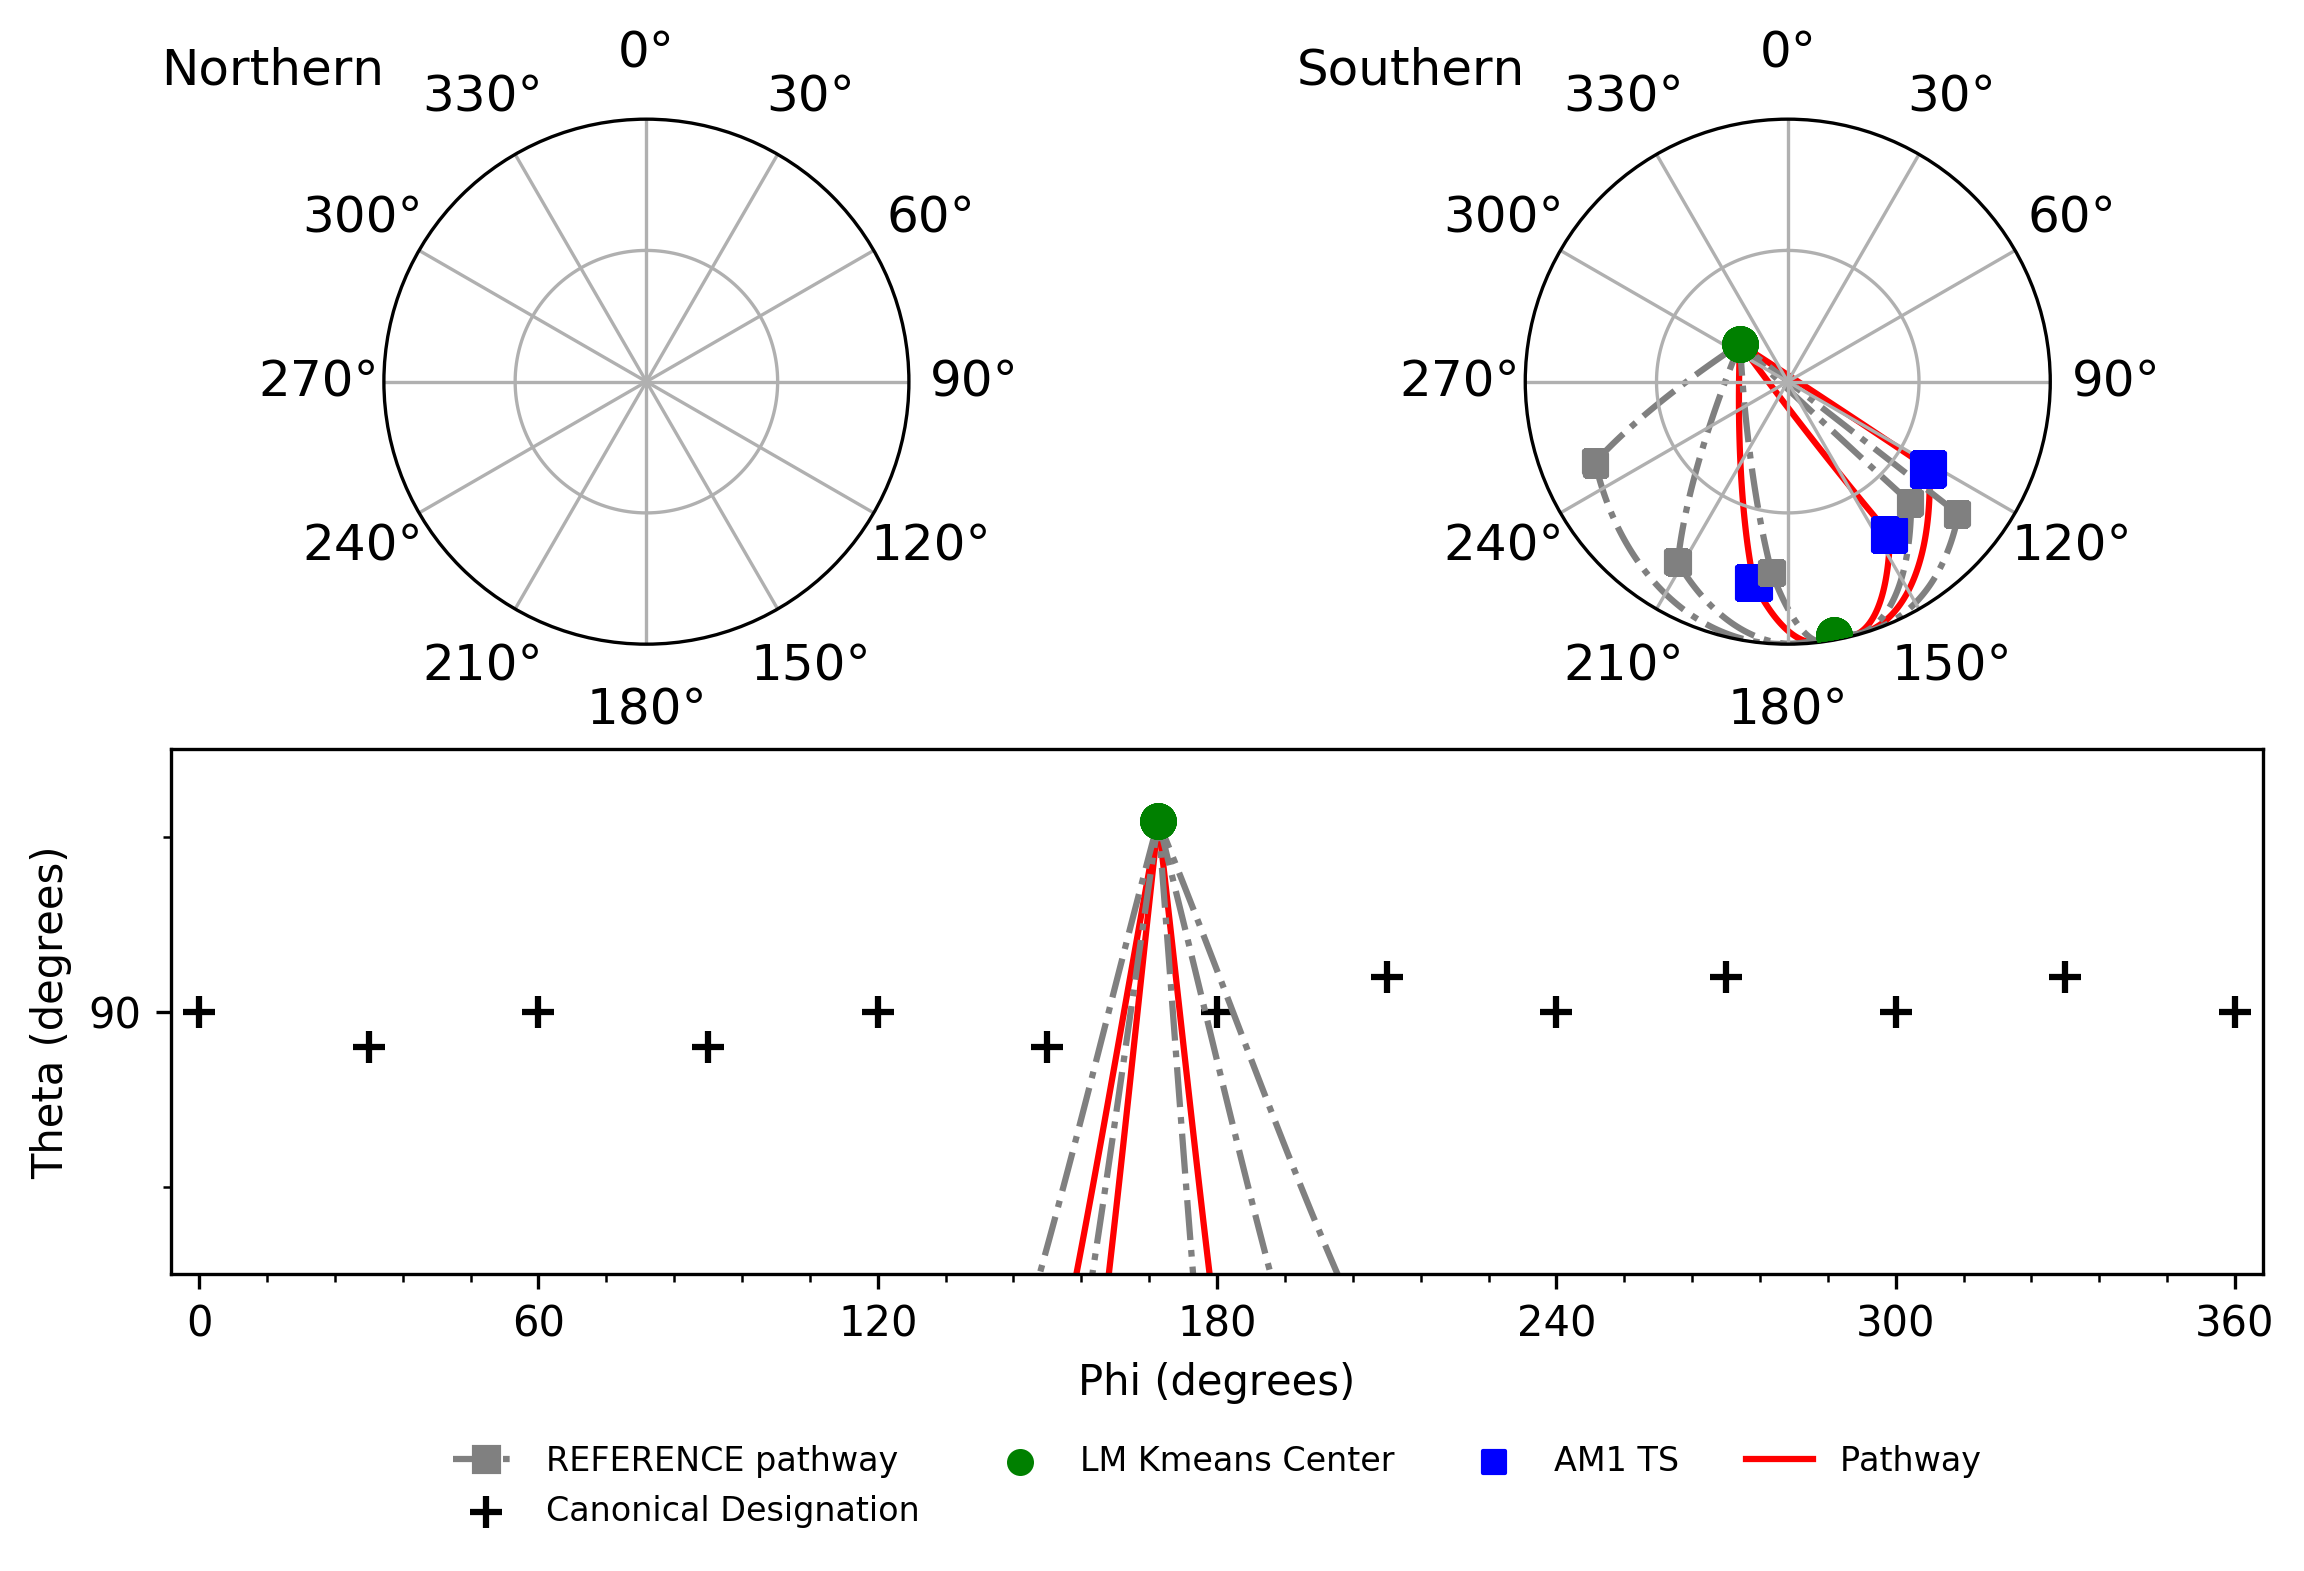 Northern
0°
330°
30°
300°
60°
270°
90°
240°
120°
210°
150°
180°
Southern
0°
330°
30°
300°
60°
270°
90°
240°
120°
210°
150°
180°
Theta (degrees)
90
0 60 120 180 240 300 360
Phi (degrees)
REFERENCE pathway
LM Kmeans Center
AM1 TS
Pathway
Canonical Designation